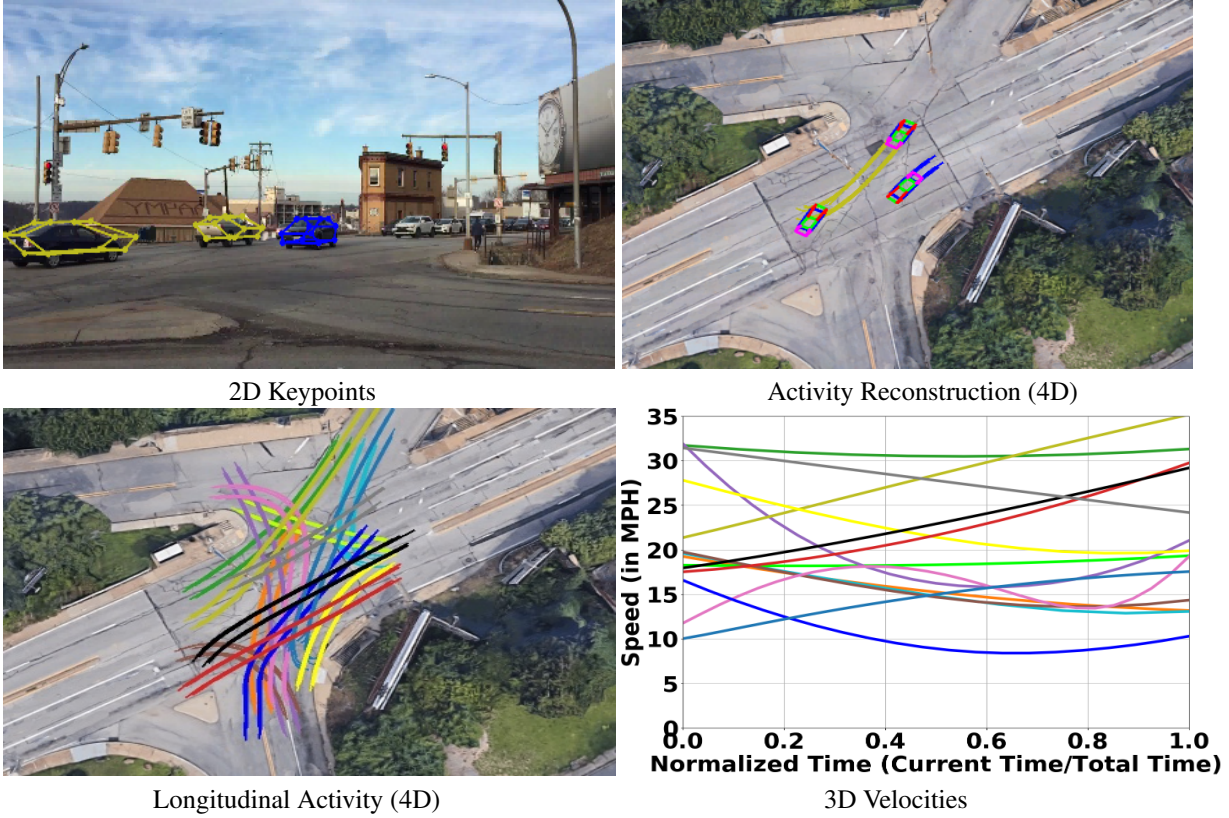 YMPA
2D Keypoints
Activity Reconstruction (4D)
Longitudinal Activity (4D)
35
30
25
20
15
10
5
0
Speed (in MPH)
0.0 0.2 0.4 0.6 0.8 1.0
Normalized Time (Current Time/Total Time)
3D Velocities